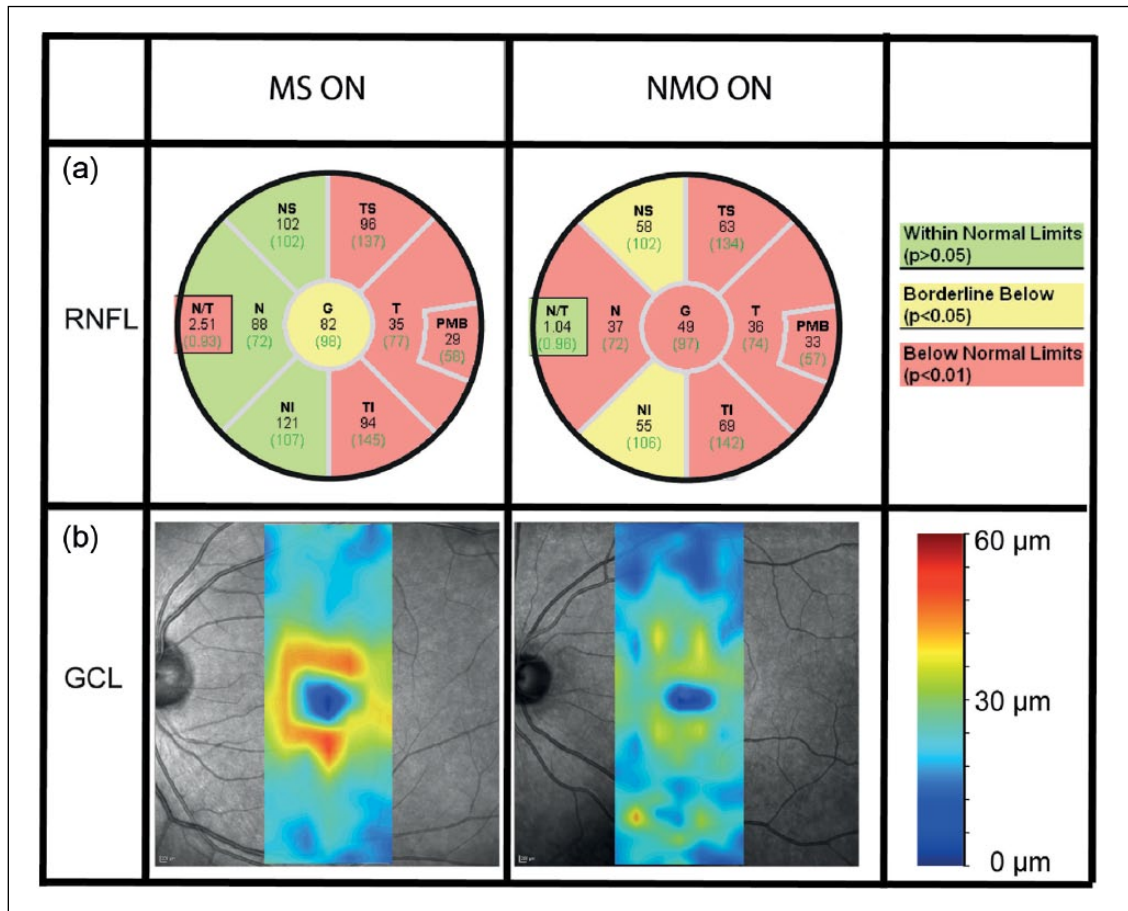 MS ON
NMO ON
(a)
RNFL
NS
102
(102)
TS
96
(137)
N/T
2.51
(0.93)
N
88
(72)
G
82
(98)
T
35
(77)
PMB
29
(58)
NI
121
(107)
TI
94
(145)
NS
58
(102)
TS
63
(134)
N/T
1.04
(0.96)
N
37
(72)
G
49
(97)
T
36
(74)
PMB
33
(57)
NI
55
(106)
TI
69
(142)
Within Normal Limits
(p>0.05)
Borderline Below
(p<0.05)
Below Normal Limits
(p<0.01)
(b)
GCL
60 µm
30 µm
0 µm